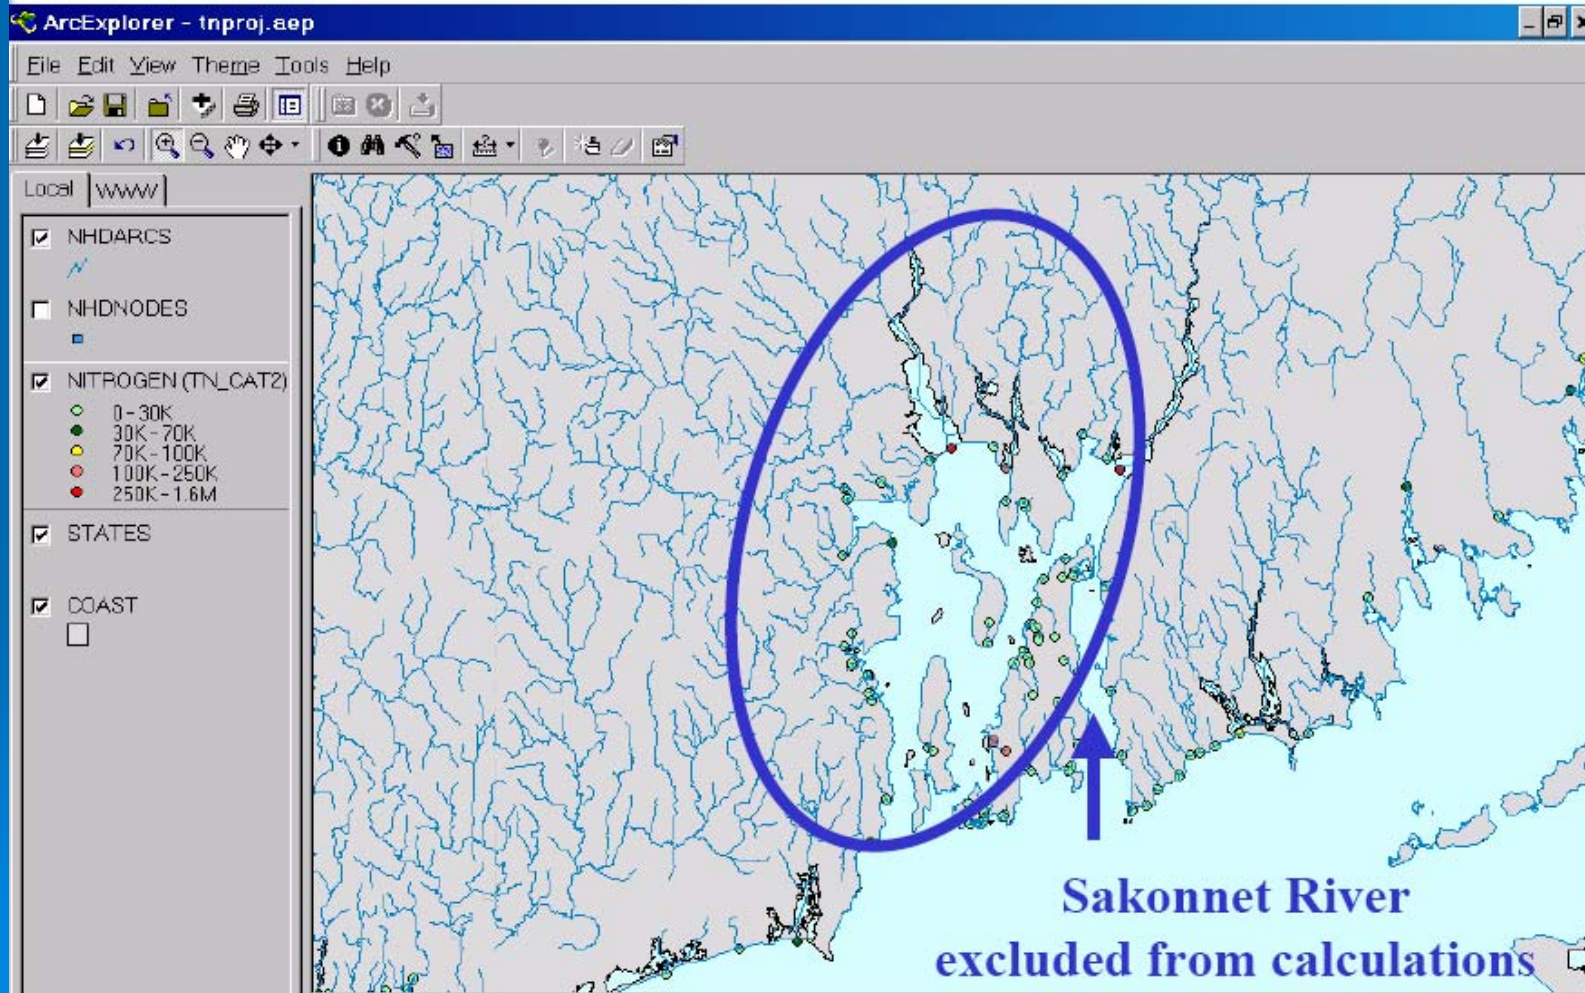 ArcExplorer - tnproj.aep
File Edit View Theme Tools Help
Local WWW
NHDARCS
NHDNODES
NITROGEN (TN_CAT2)
0 - 30K
30K - 70K
70K - 100K
100K - 250K
250K - 1.6M
STATES
COAST
Sakonnet River
excluded from calculations